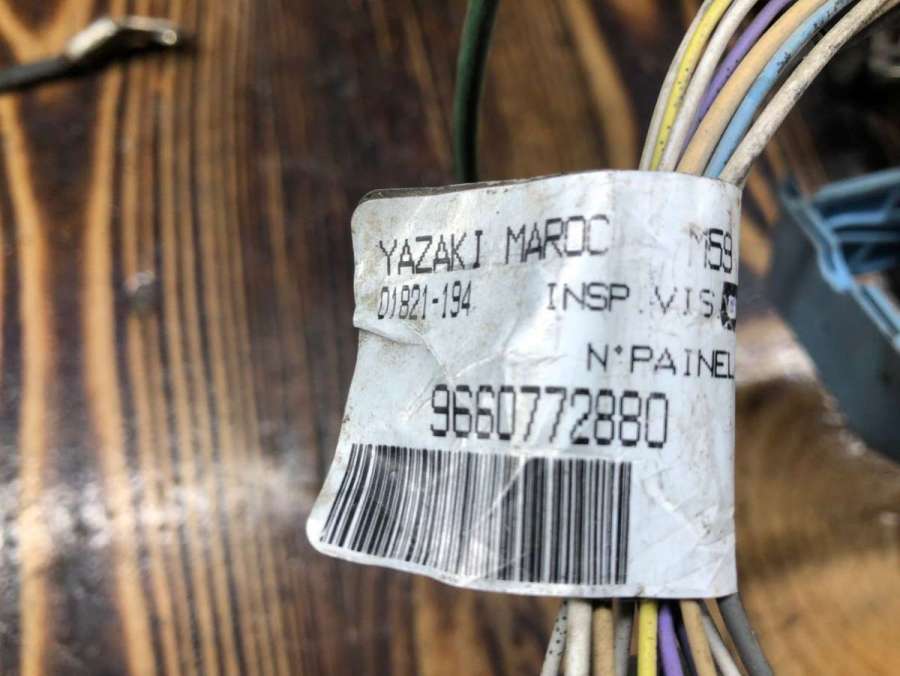 YAZAKI MAROC M59
01821-194 INSP.VIS.
N°PAINEL
9660772880